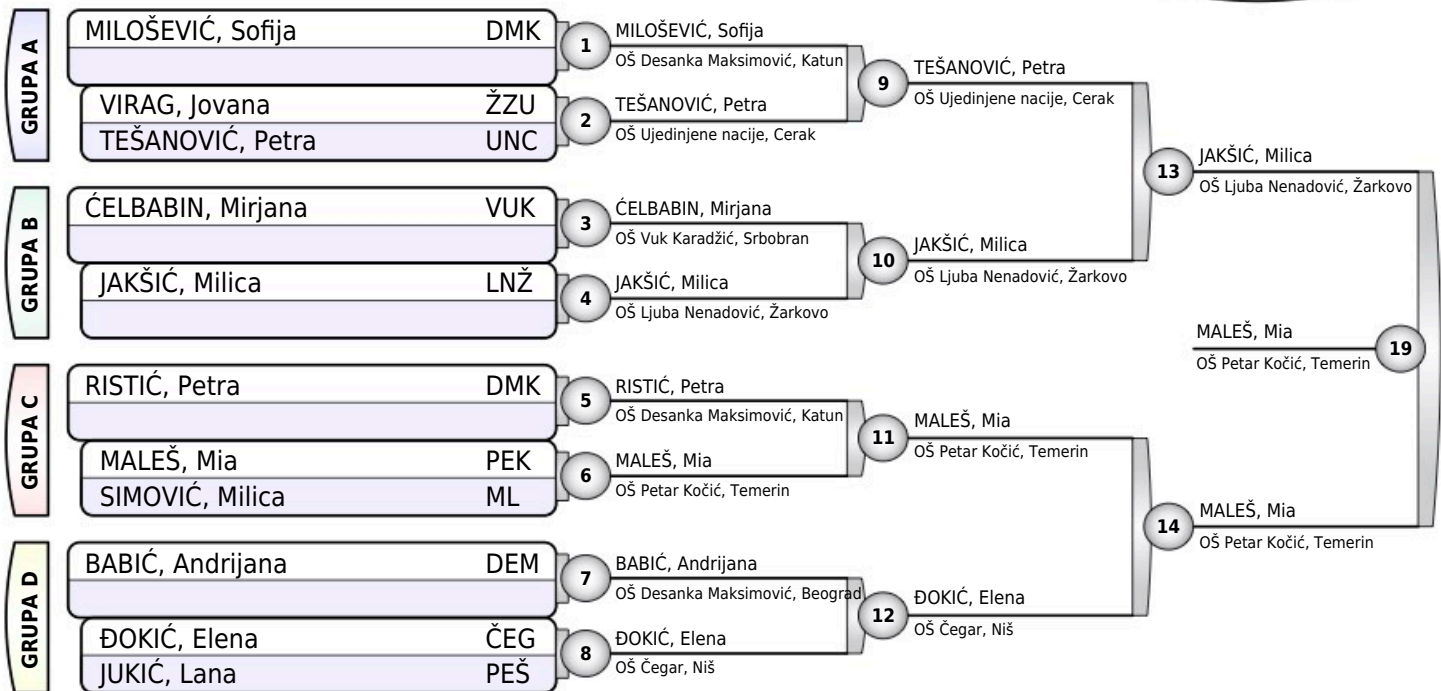 GRUPA A
MILOŠEVIĆ, Sofija DMK
VIRAG, Jovana ŽZU
TEŠANOVIĆ, Petra UNC
GRUPA B
ĆELBABIN, Mirjana VUK
JAKŠIĆ, Milica LNŽ
GRUPA C
RISTIĆ, Petra DMK
MALEŠ, Mia PEK
SIMOVIĆ, Milica ML
GRUPA D
BABIĆ, Andrijana DEM
ĐOKIĆ, Elena ČEG
JUKIĆ, Lana PEŠ
1
MILOŠEVIĆ, Sofija
OŠ Desanka Maksimović, Katun
2
TEŠANOVIĆ, Petra
OŠ Ujedinjene nacije, Cerak
3
ĆELBABIN, Mirjana
OŠ Vuk Karadžić, Srbobran
4
JAKŠIĆ, Milica
OŠ Ljuba Nenadović, Žarkovo
5
RISTIĆ, Petra
OŠ Desanka Maksimović, Katun
6
MALEŠ, Mia
OŠ Petar Kočić, Temerin
7
BABIĆ, Andrijana
OŠ Desanka Maksimović, Beograd
8
ĐOKIĆ, Elena
OŠ Čegar, Niš
9
TEŠANOVIĆ, Petra
OŠ Ujedinjene nacije, Cerak
10
JAKŠIĆ, Milica
OŠ Ljuba Nenadović, Žarkovo
11
MALEŠ, Mia
OŠ Petar Kočić, Temerin
12
ĐOKIĆ, Elena
OŠ Čegar, Niš
13
JAKŠIĆ, Milica
OŠ Ljuba Nenadović, Žarkovo
14
MALEŠ, Mia
OŠ Petar Kočić, Temerin
19
MALEŠ, Mia
OŠ Petar Kočić, Temerin